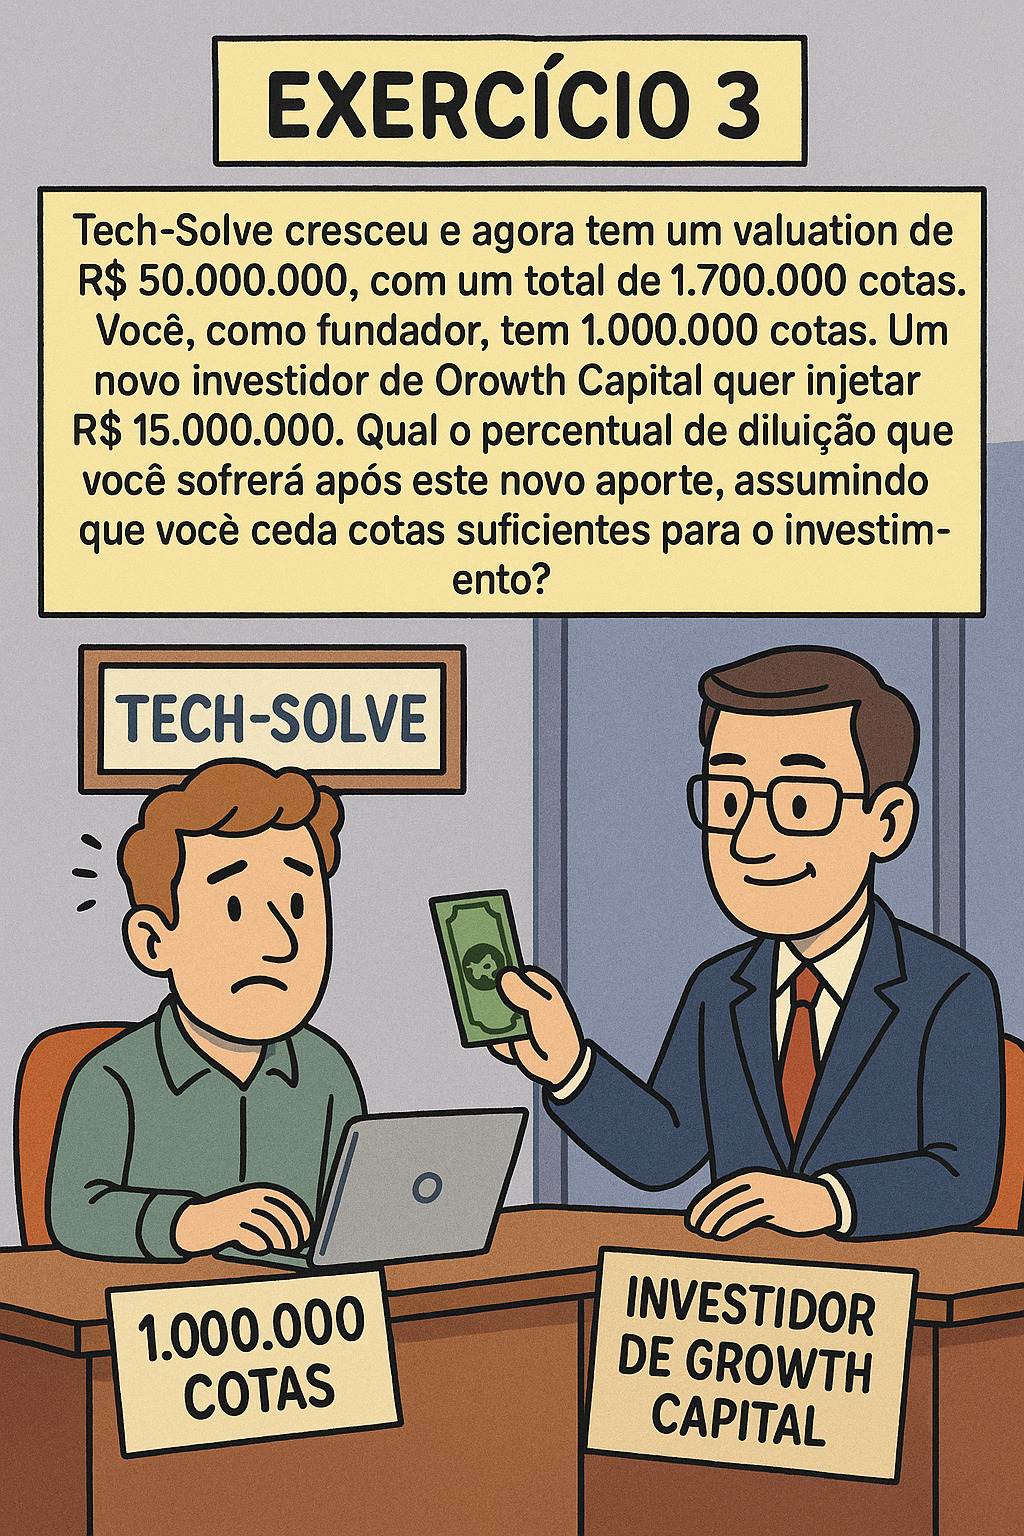 EXERCÍCIO 3
Tech-Solve cresceu e agora tem um valuation de
R$ 50.000.000, com um total de 1.700.000 cotas.
Você, como fundador, tem 1.000.000 cotas. Um
novo investidor de Orowth Capital quer injetar
R$ 15.000.000. Qual o percentual de diluição que
você sofrerá após este novo aporte, assumindo
que vocè ceda cotas suficientes para o investim-
ento?
TECH-SOLVE
1.000.000
COTAS
INVESTIDOR
DE GROWTH
CAPITAL